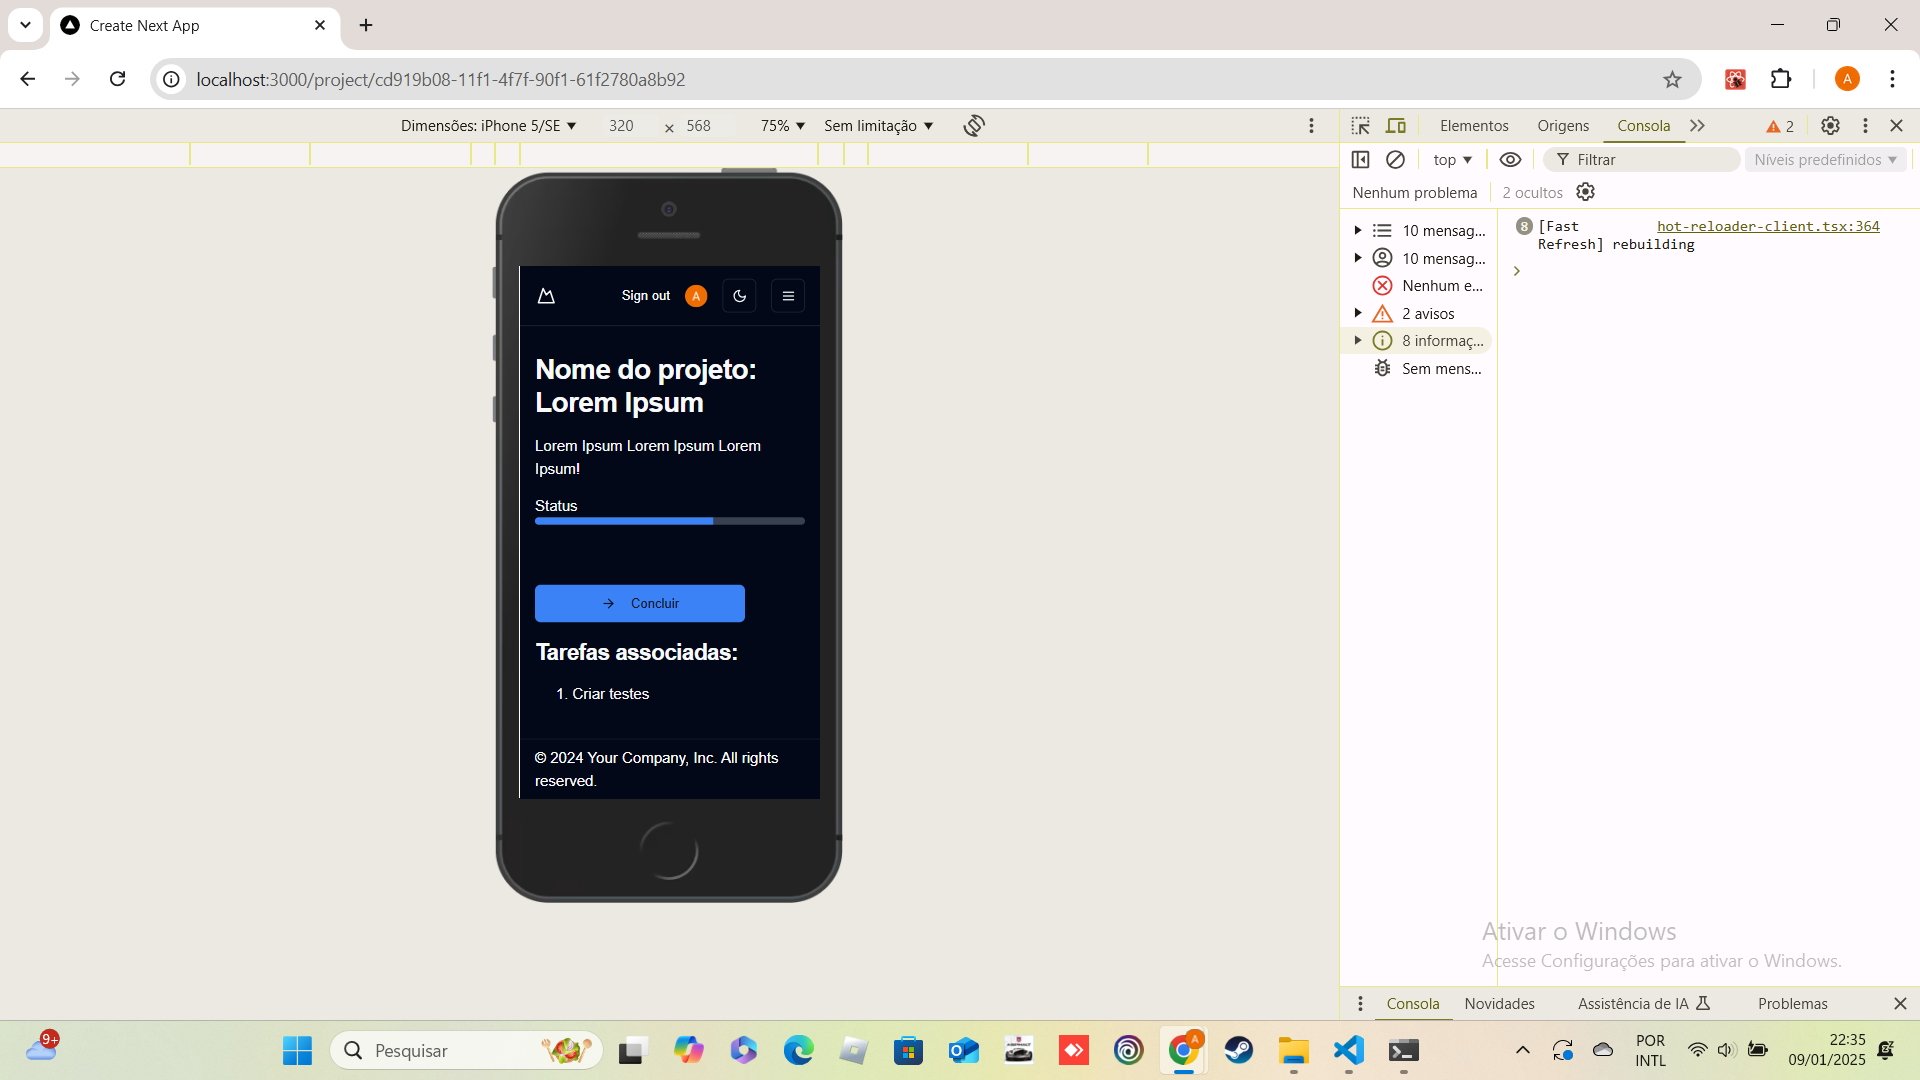 Create Next App
localhost:3000/project/cd919b08-11f1-4f7f-90f1-61f2780a8b92
A
Dimensões: iPhone 5/SE
320
×
568
75%
Sem limitação
Elementos
Origens
Consola
2
top
Filtrar
Níveis predefinidos
Nenhum problema
2 ocultos
10 mensag...
10 mensag...
Nenhum e...
2 avisos
8 informaç...
Sem mens...
8
[Fast Refresh] rebuilding
hot-reloader-client.tsx:364
Sign out
A
Nome do projeto:
Lorem Ipsum
Lorem Ipsum Lorem Ipsum Lorem
Ipsum!
Status
Concluir
Tarefas associadas:
1. Criar testes
© 2024 Your Company, Inc. All rights
reserved.
Ativar o Windows
Acesse Configurações para ativar o Windows.
Consola
Novidades
Assistência de IA
Problemas
9+
Pesquisar
A
POR
INTL
22:35
09/01/2025